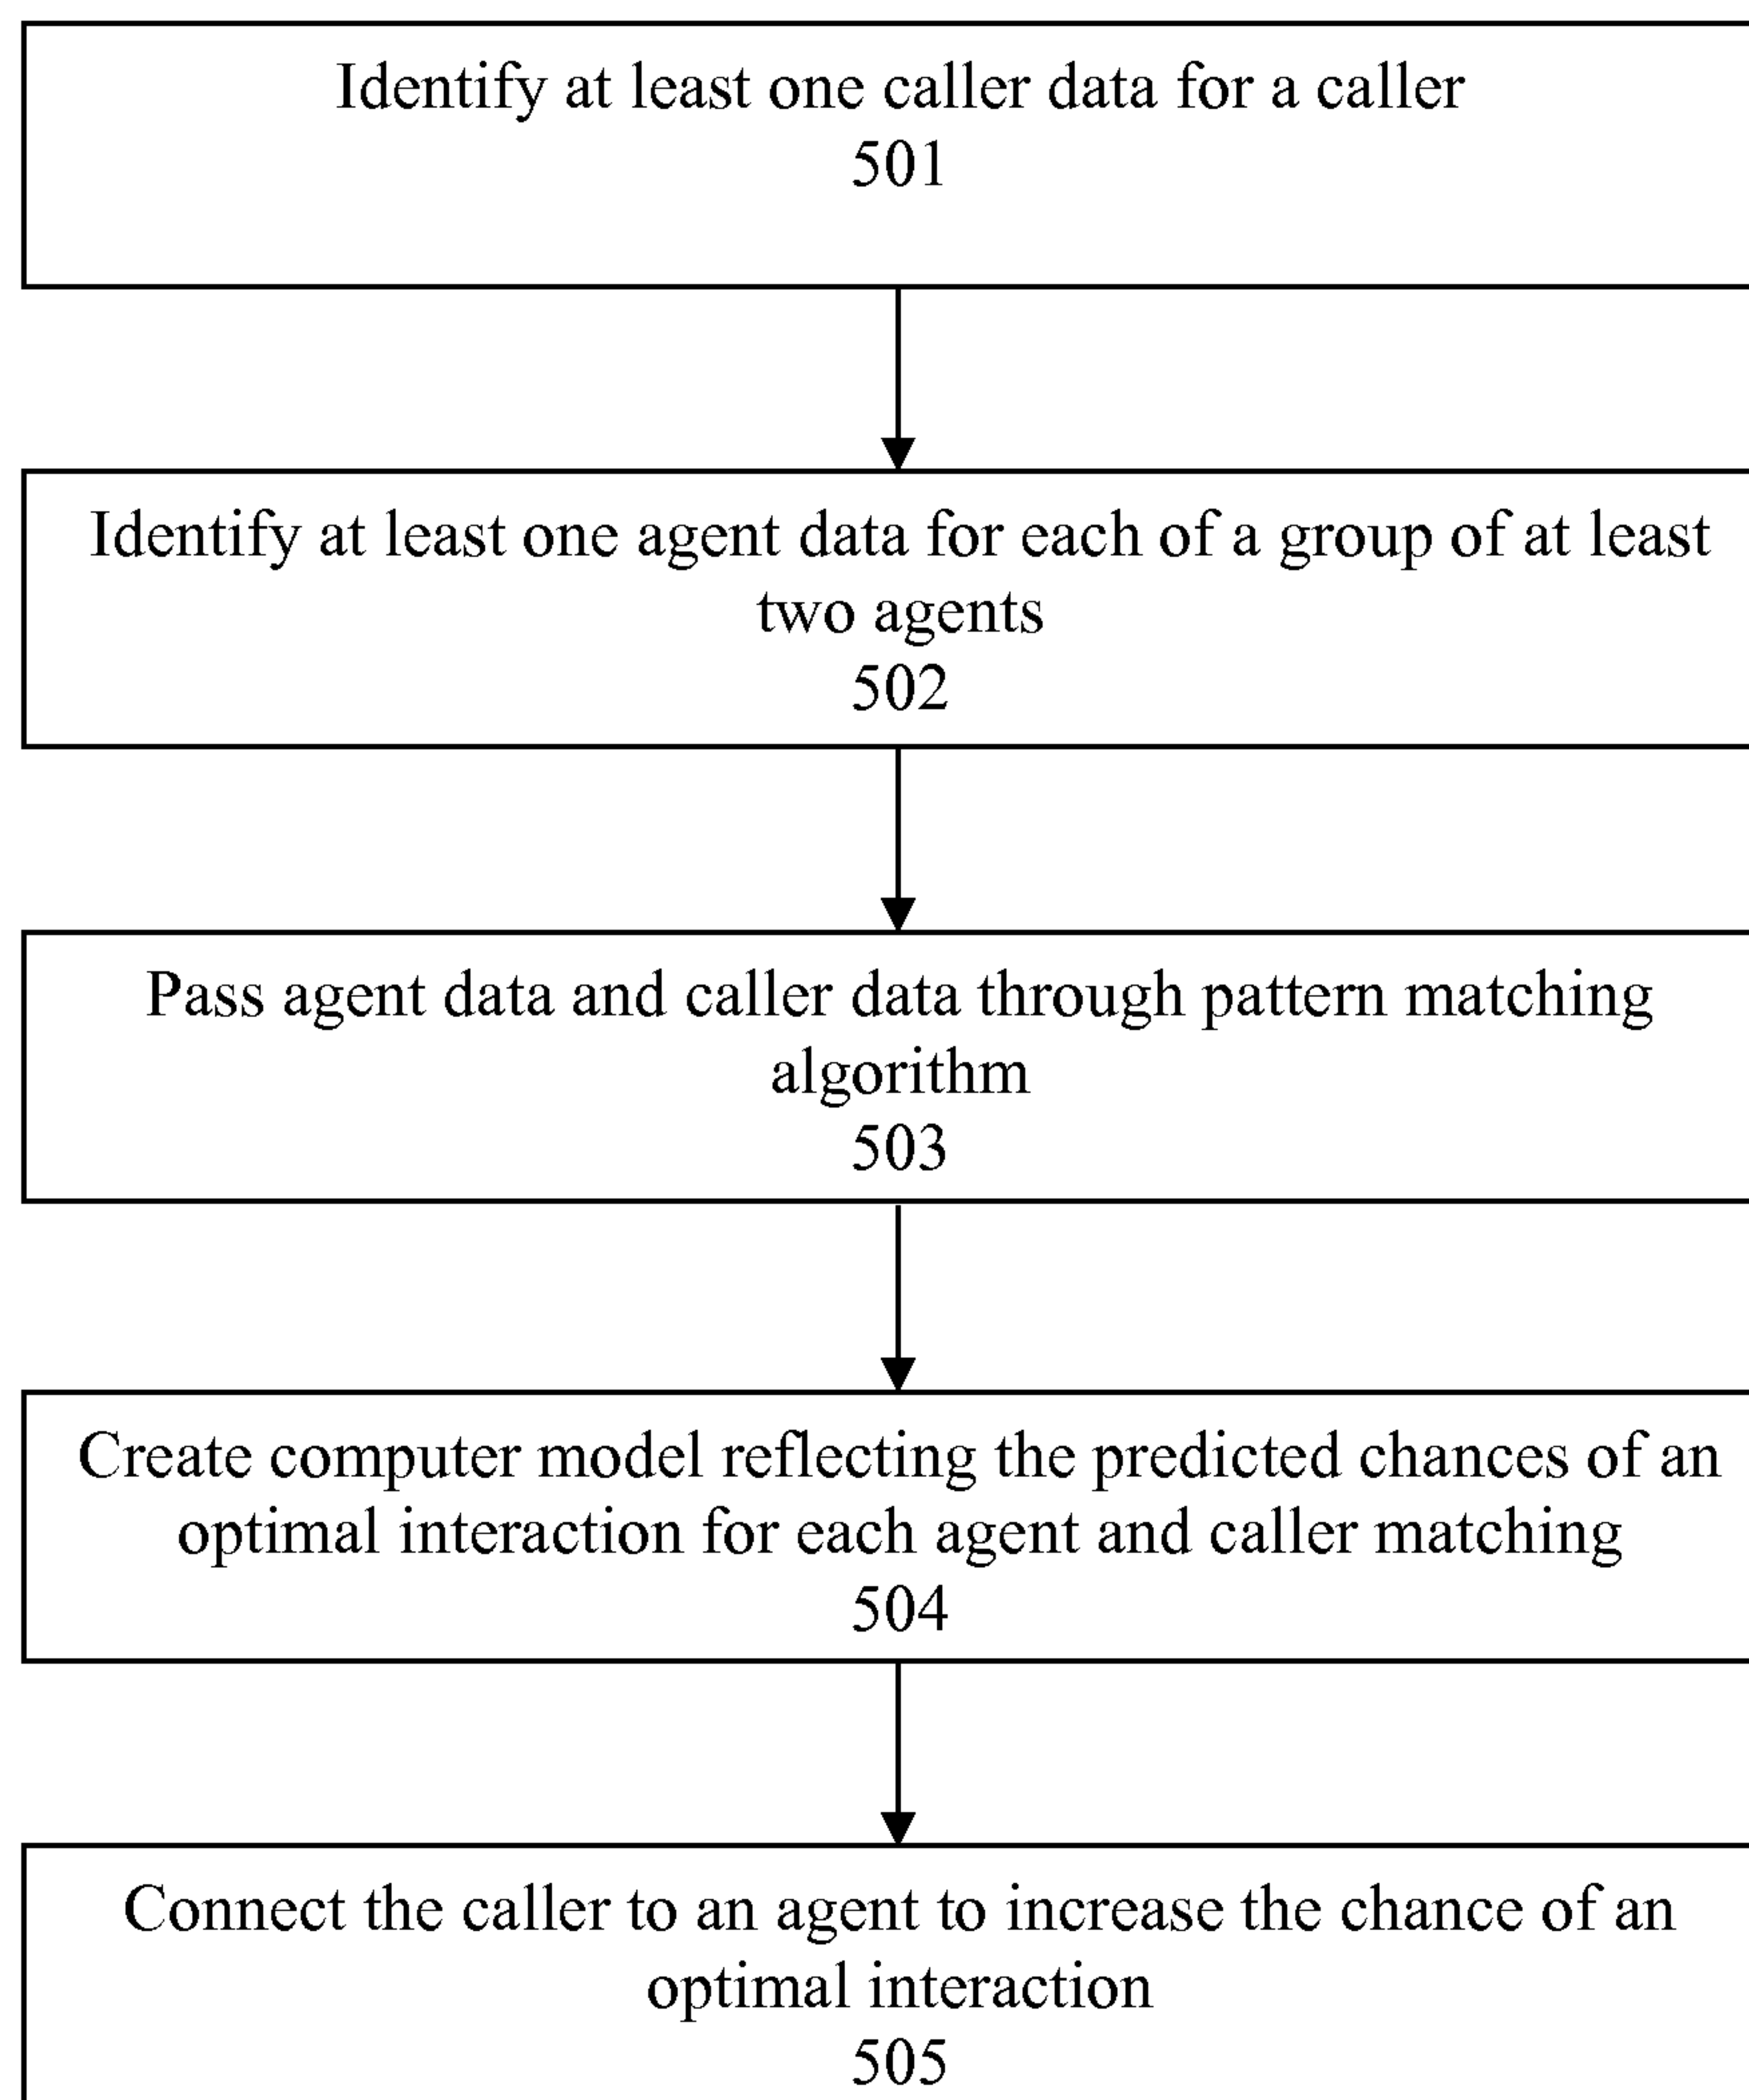 Identify at least one caller data for a caller
501
Identify at least one agent data for each of a group of at least
two agents
502
Pass agent data and caller data through pattern matching
algorithm
503
Create computer model reflecting the predicted chances of an
optimal interaction for each agent and caller matching
504
Connect the caller to an agent to increase the chance of an
optimal interaction
505